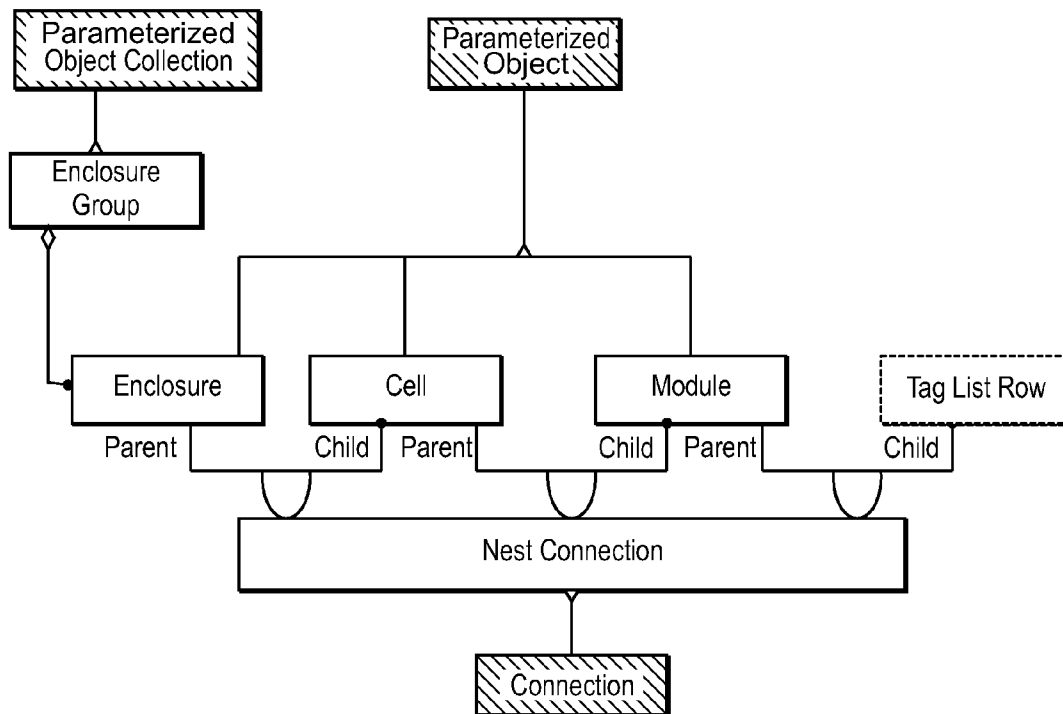 Parameterized
Object Collection
Parameterized
Object
Enclosure
Group
Enclosure
Cell
Module
Tag List Row
Parent
Child
Parent
Child
Parent
Child
Nest Connection
Connection